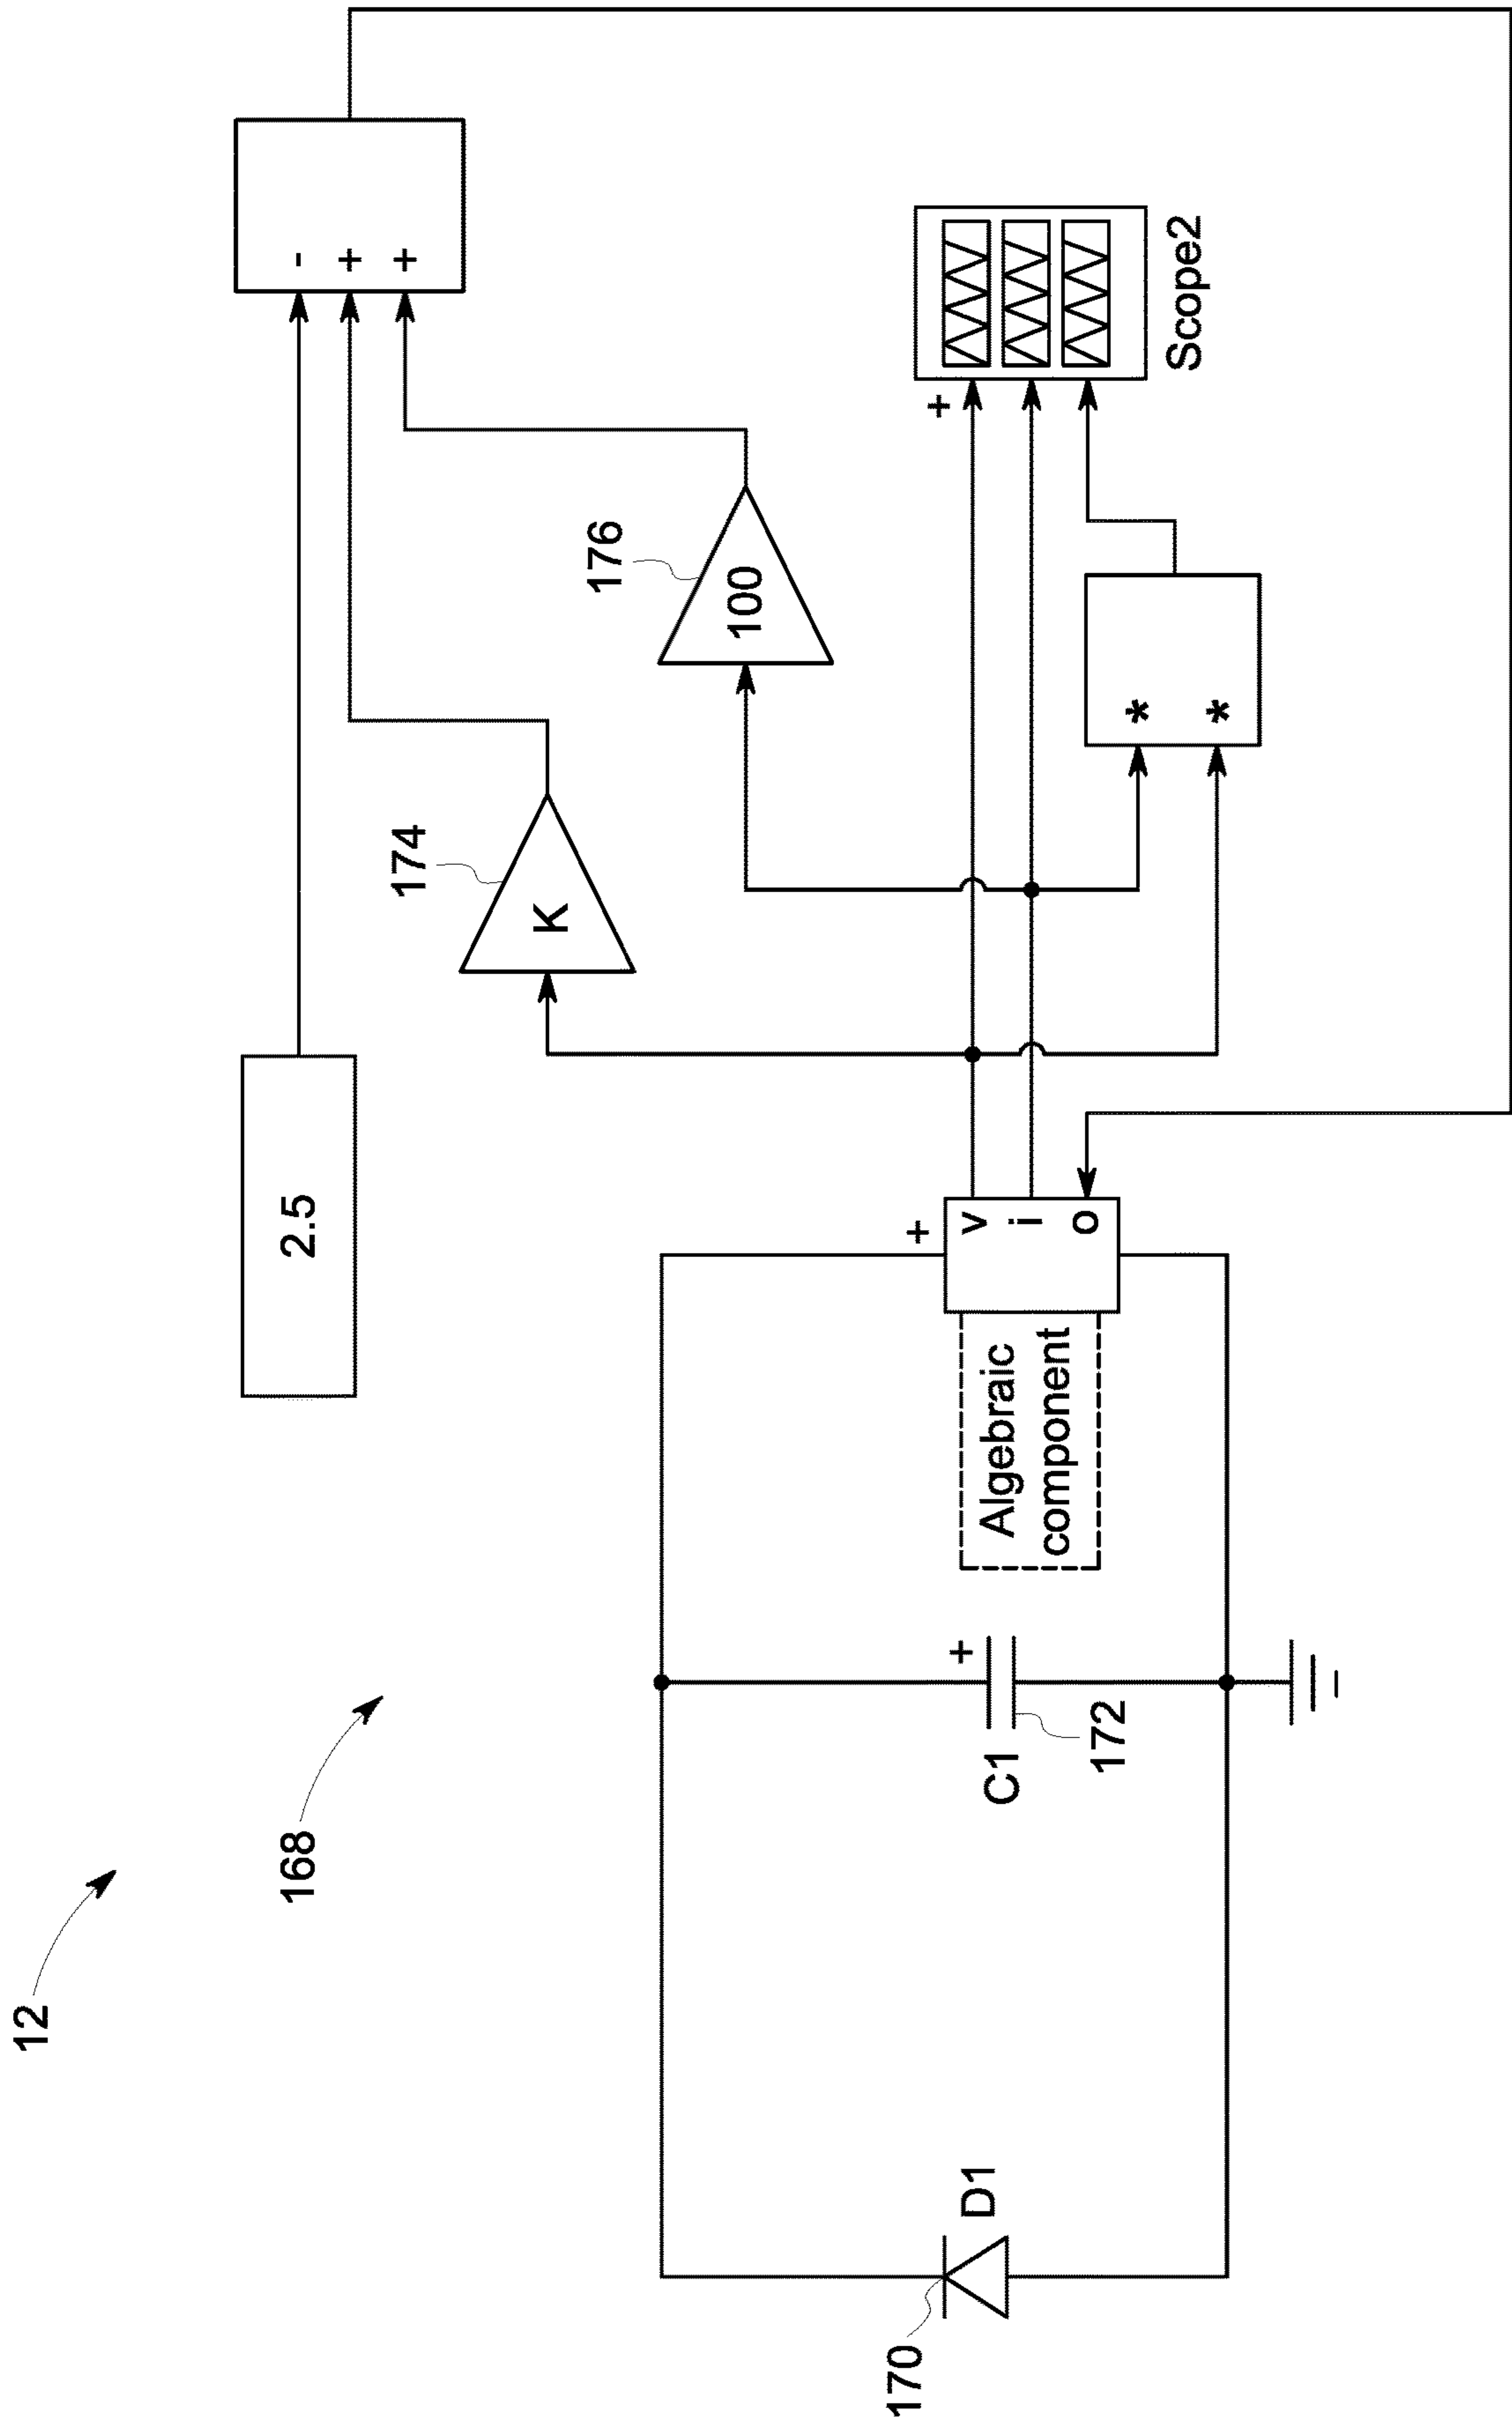 12
168
2.5
-
+
+
174
K
176
100
+
Scope2
*
*
+
v
i
o
Algebraic
component
+
C1
172
D1
170